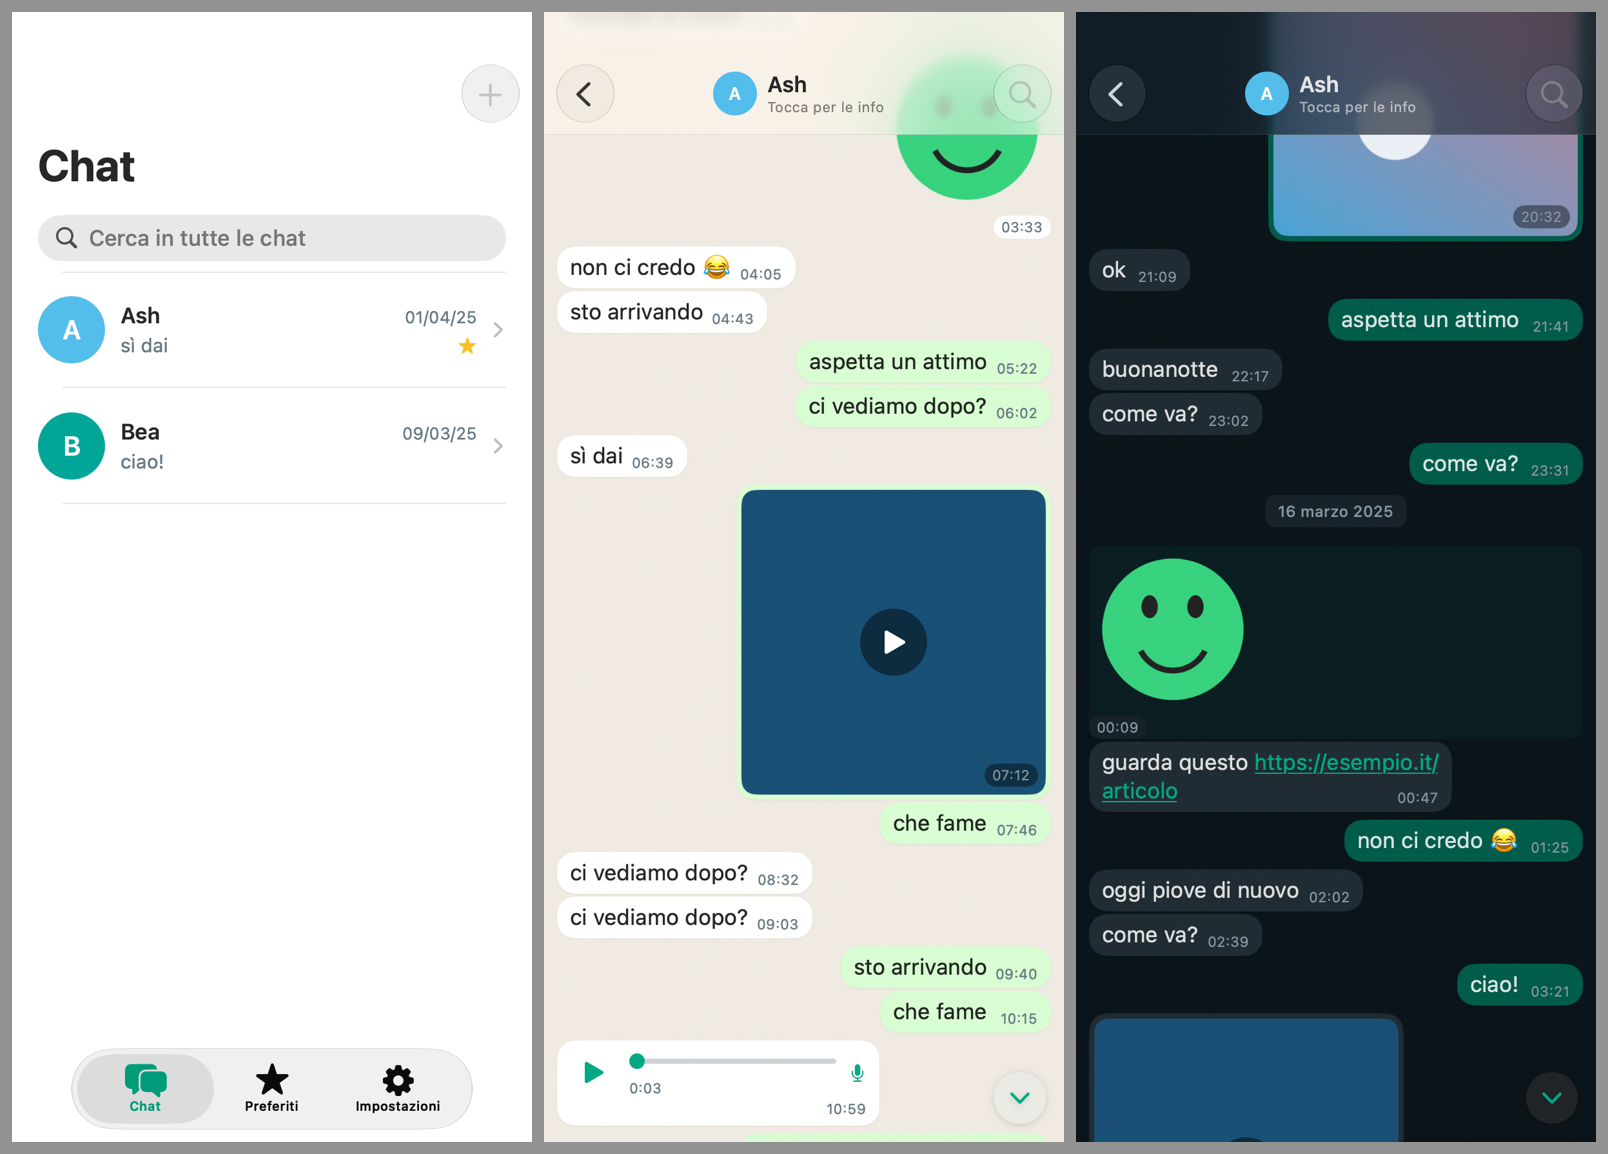 Chat
Cerca in tutte le chat
A
Ash
01/04/25
sì dai
B
Bea
09/03/25
ciao!
Chat
Preferiti
Impostazioni
A
Ash
Tocca per le info
03:33
non ci credo 😂 04:05
sto arrivando 04:43
aspetta un attimo 05:22
ci vediamo dopo? 06:02
sì dai 06:39
07:12
che fame 07:46
ci vediamo dopo? 08:32
ci vediamo dopo? 09:03
sto arrivando 09:40
che fame 10:15
0:03
10:59
A
Ash
Tocca per le info
20:32
ok 21:09
aspetta un attimo 21:41
buonanotte 22:17
come va? 23:02
come va? 23:31
16 marzo 2025
00:09
guarda questo https://esempio.it/
articolo 00:47
non ci credo 😂 01:25
oggi piove di nuovo 02:02
come va? 02:39
ciao! 03:21